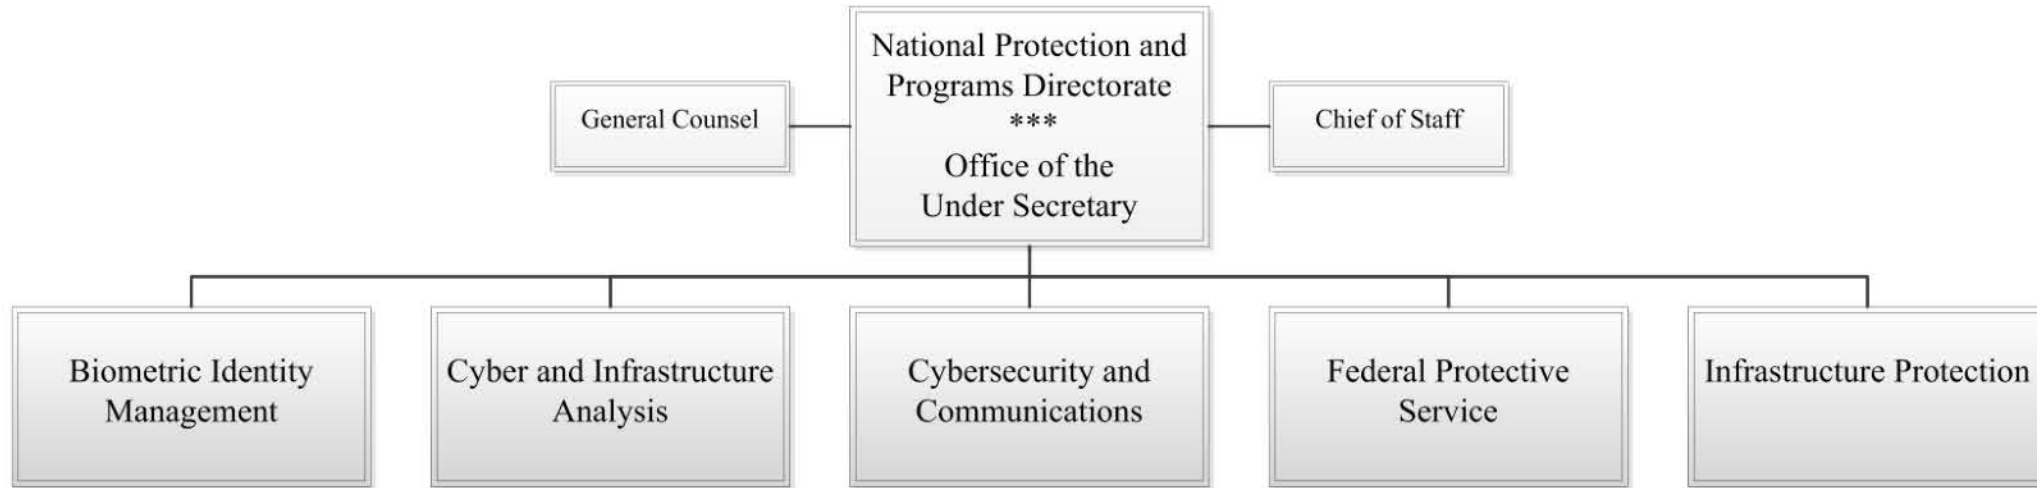 National Protection and
Programs Directorate
***
Office of the
Under Secretary
General Counsel
Chief of Staff
Biometric Identity
Management
Cyber and Infrastructure
Analysis
Cybersecurity and
Communications
Federal Protective
Service
Infrastructure Protection